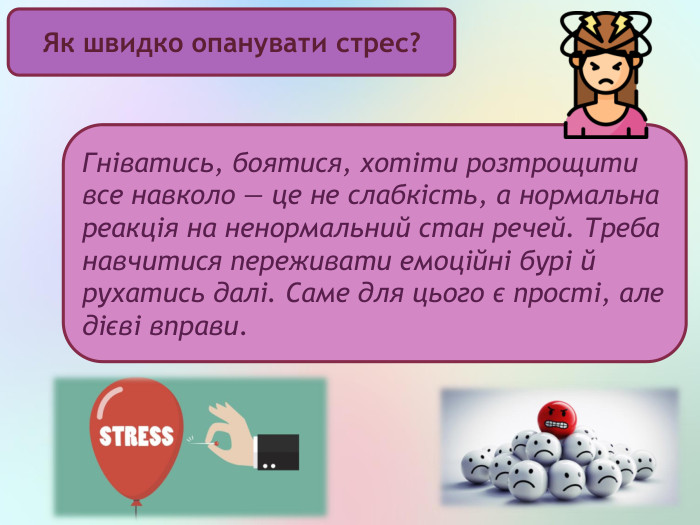 Як швидко опанувати стрес?
Гніватись, боятися, хотіти розтрощити
все навколо — це не слабкість, а нормальна
реакція на ненормальний стан речей. Треба
навчитися переживати емоційні бурі й
рухатись далі. Саме для цього є прості, але
дієві вправи.
STRESS